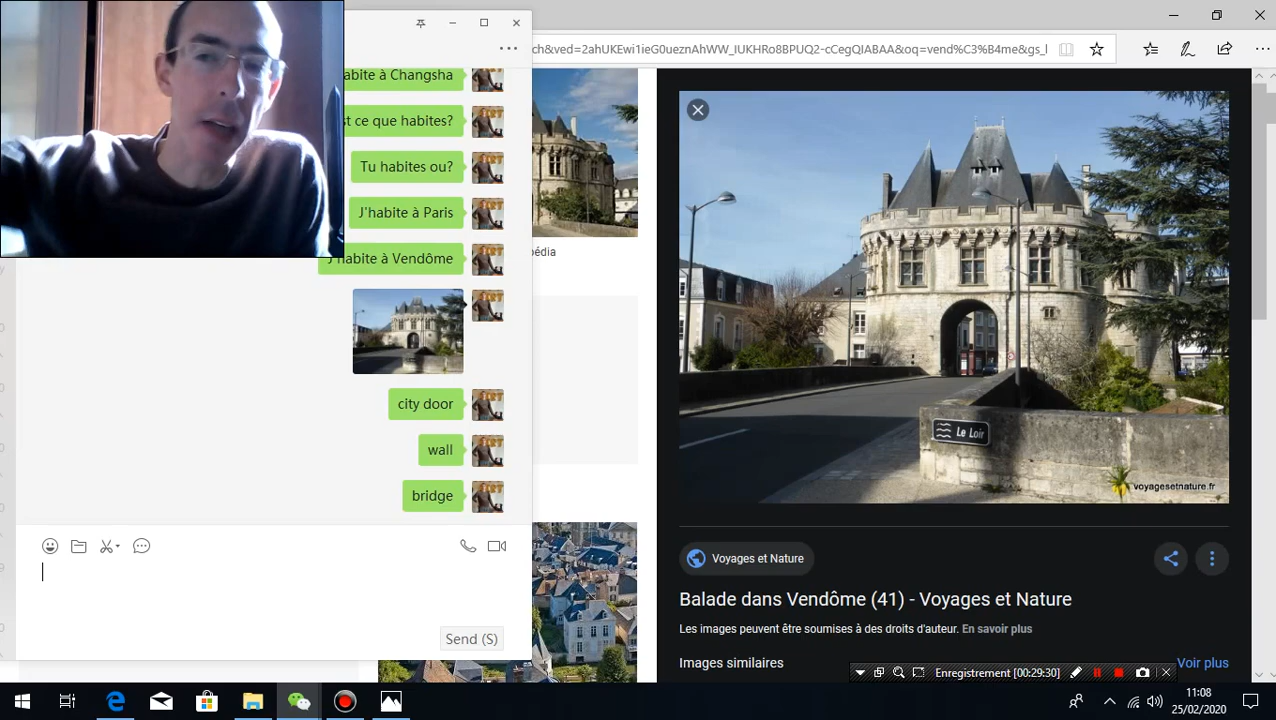 abite à Changsha
st ce que habites?
Tu habites ou?
J'habite à Paris
J'habite à Vendôme
city door
wall
bridge
Send (S)
ch&ved=2ahUKEwi1ieG0ueznAhWW_IUKHRo8BPUQ2-cCegQIABAA&oq=vend%C3%B4me&gs_l
pédia
Le Loir
voyagesetnature.fr
Voyages et Nature
Balade dans Vendôme (41) - Voyages et Nature
Les images peuvent être soumises à des droits d'auteur. En savoir plus
Images similaires
Voir plus
Enregistrement [00:29:30]
11:08
25/02/2020